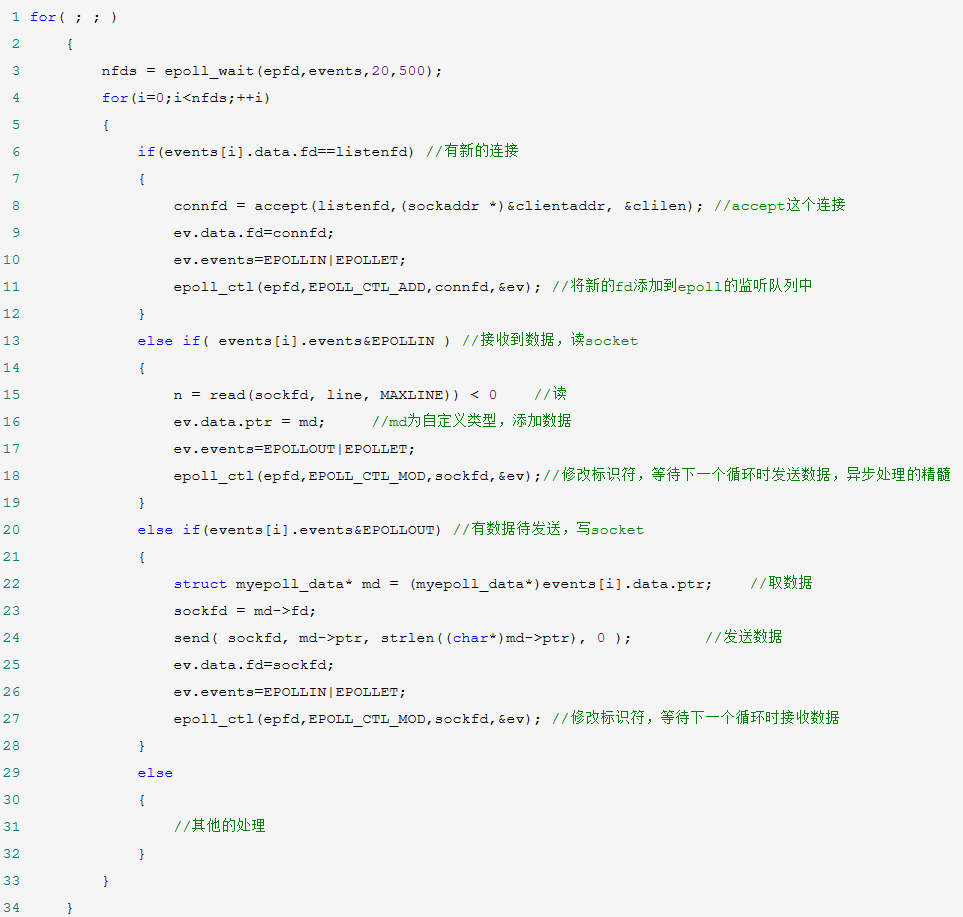 1 for( ; ; )
2     {
3         nfds = epoll_wait(epfd,events,20,500);
4         for(i=0;i<nfds;++i)
5         {
6             if(events[i].data.fd==listenfd) //有新的连接
7             {
8                 connfd = accept(listenfd,(sockaddr *)&clientaddr, &clilen); //accept这个连接
9                 ev.data.fd=connfd;
10                 ev.events=EPOLLIN|EPOLLET;
11                 epoll_ctl(epfd,EPOLL_CTL_ADD,connfd,&ev); //将新的fd添加到epoll的监听队列中
12             }
13             else if( events[i].events&EPOLLIN ) //接收到数据，读socket
14             {
15                 n = read(sockfd, line, MAXLINE)) < 0    //读
16                 ev.data.ptr = md;     //md为自定义类型，添加数据
17                 ev.events=EPOLLOUT|EPOLLET;
18                 epoll_ctl(epfd,EPOLL_CTL_MOD,sockfd,&ev);//修改标识符，等待下一个循环时发送数据，异步处理的精髓
19             }
20             else if(events[i].events&EPOLLOUT) //有数据待发送，写socket
21             {
22                 struct myepoll_data* md = (myepoll_data*)events[i].data.ptr;    //取数据
23                 sockfd = md->fd;
24                 send( sockfd, md->ptr, strlen((char*)md->ptr), 0 );        //发送数据
25                 ev.data.fd=sockfd;
26                 ev.events=EPOLLIN|EPOLLET;
27                 epoll_ctl(epfd,EPOLL_CTL_MOD,sockfd,&ev); //修改标识符，等待下一个循环时接收数据
28             }
29             else
30             {
31                 //其他的处理
32             }
33         }
34     }